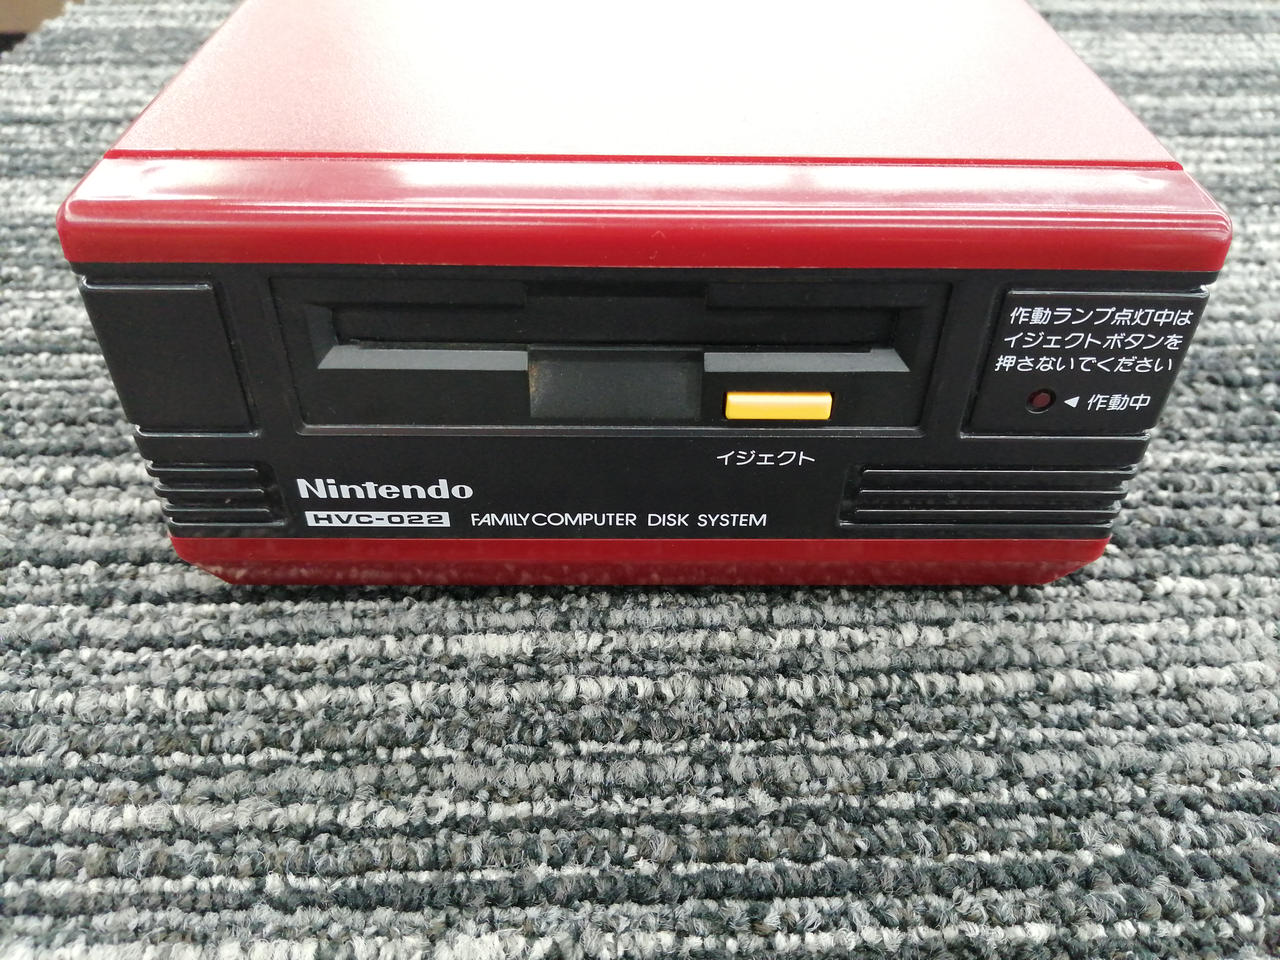 作動ランプ点灯中は
イジェクトボタンを
押さないでください
◀ 作動中
イジェクト
Nintendo
HVC-022 FAMILY COMPUTER DISK SYSTEM